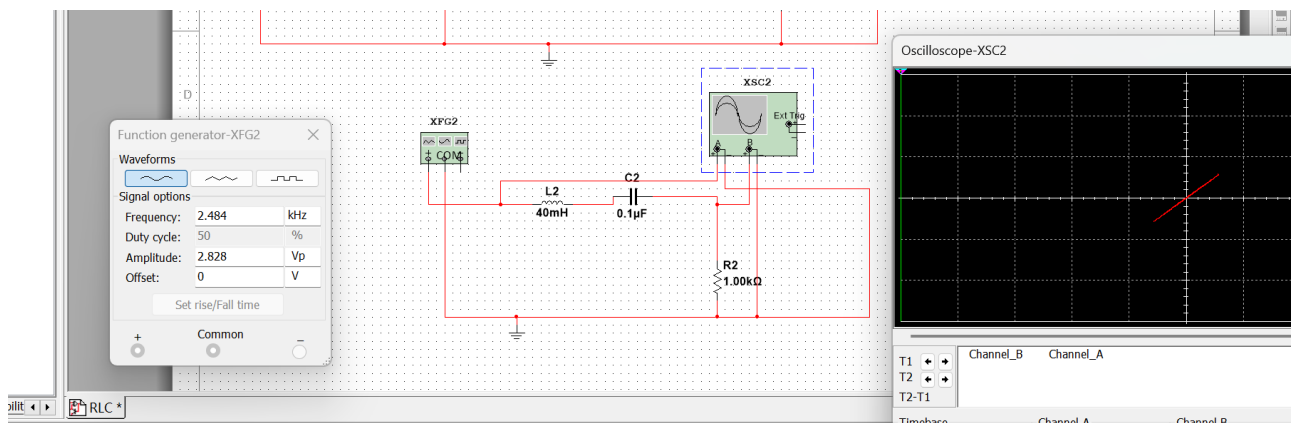 Oscilloscope-XSC2
XSC2
D
Ext Trig
A
B
Function generator-XFG2
XFG2
COM
Waveforms
Signal options
Frequency: 2.484 kHz
Duty cycle: 50 %
Amplitude: 2.828 Vp
Offset: 0 V
Set rise/Fall time
+ Common −
L2
40mH
C2
0.1µF
R2
1.00kΩ
T1
T2
T2-T1
Channel_B Channel_A
RLC *
Timebase Channel A Channel B